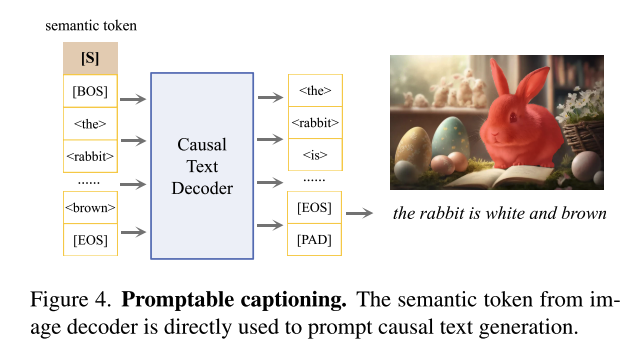 semantic token
[S]
[BOS]
<the>
<rabbit>
......
<brown>
[EOS]
Causal
Text
Decoder
<the>
<rabbit>
<is>
......
[EOS]
[PAD]
the rabbit is white and brown
Figure 4. Promptable captioning. The semantic token from im-
age decoder is directly used to prompt causal text generation.